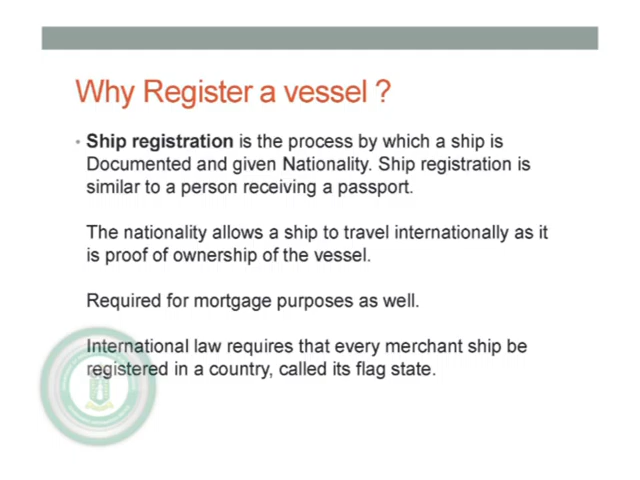 Why Register a vessel ?
• Ship registration is the process by which a ship is
Documented and given Nationality. Ship registration is
similar to a person receiving a passport.
The nationality allows a ship to travel internationally as it
is proof of ownership of the vessel.
Required for mortgage purposes as well.
International law requires that every merchant ship be
registered in a country, called its flag state.